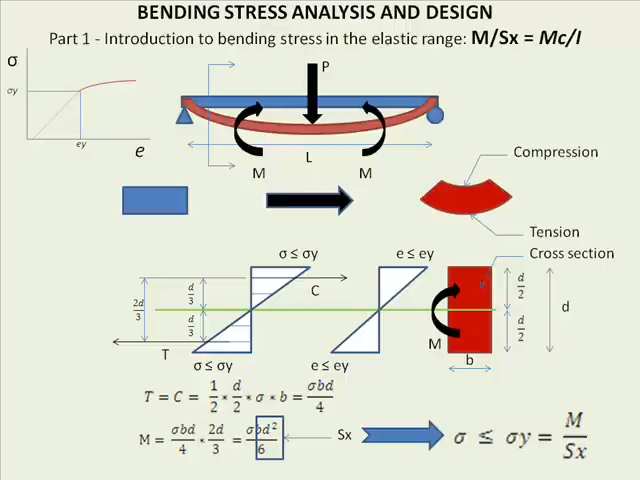 BENDING STRESS ANALYSIS AND DESIGN
Part 1 - Introduction to bending stress in the elastic range: M/Sx = Mc/I
σ
σy
ey
e
P
L
M
M
Compression
Tension
Cross section
σ ≤ σy
e ≤ ey
C
2d/3
d/3
d/3
T
σ ≤ σy
e ≤ ey
M
b
d/2
d/2
d
T = C = 1/2 * d/2 * σ * b = σbd/4
M = σbd/4 * 2d/3 = σbd²/6
Sx
σ ≤ σy = M/Sx